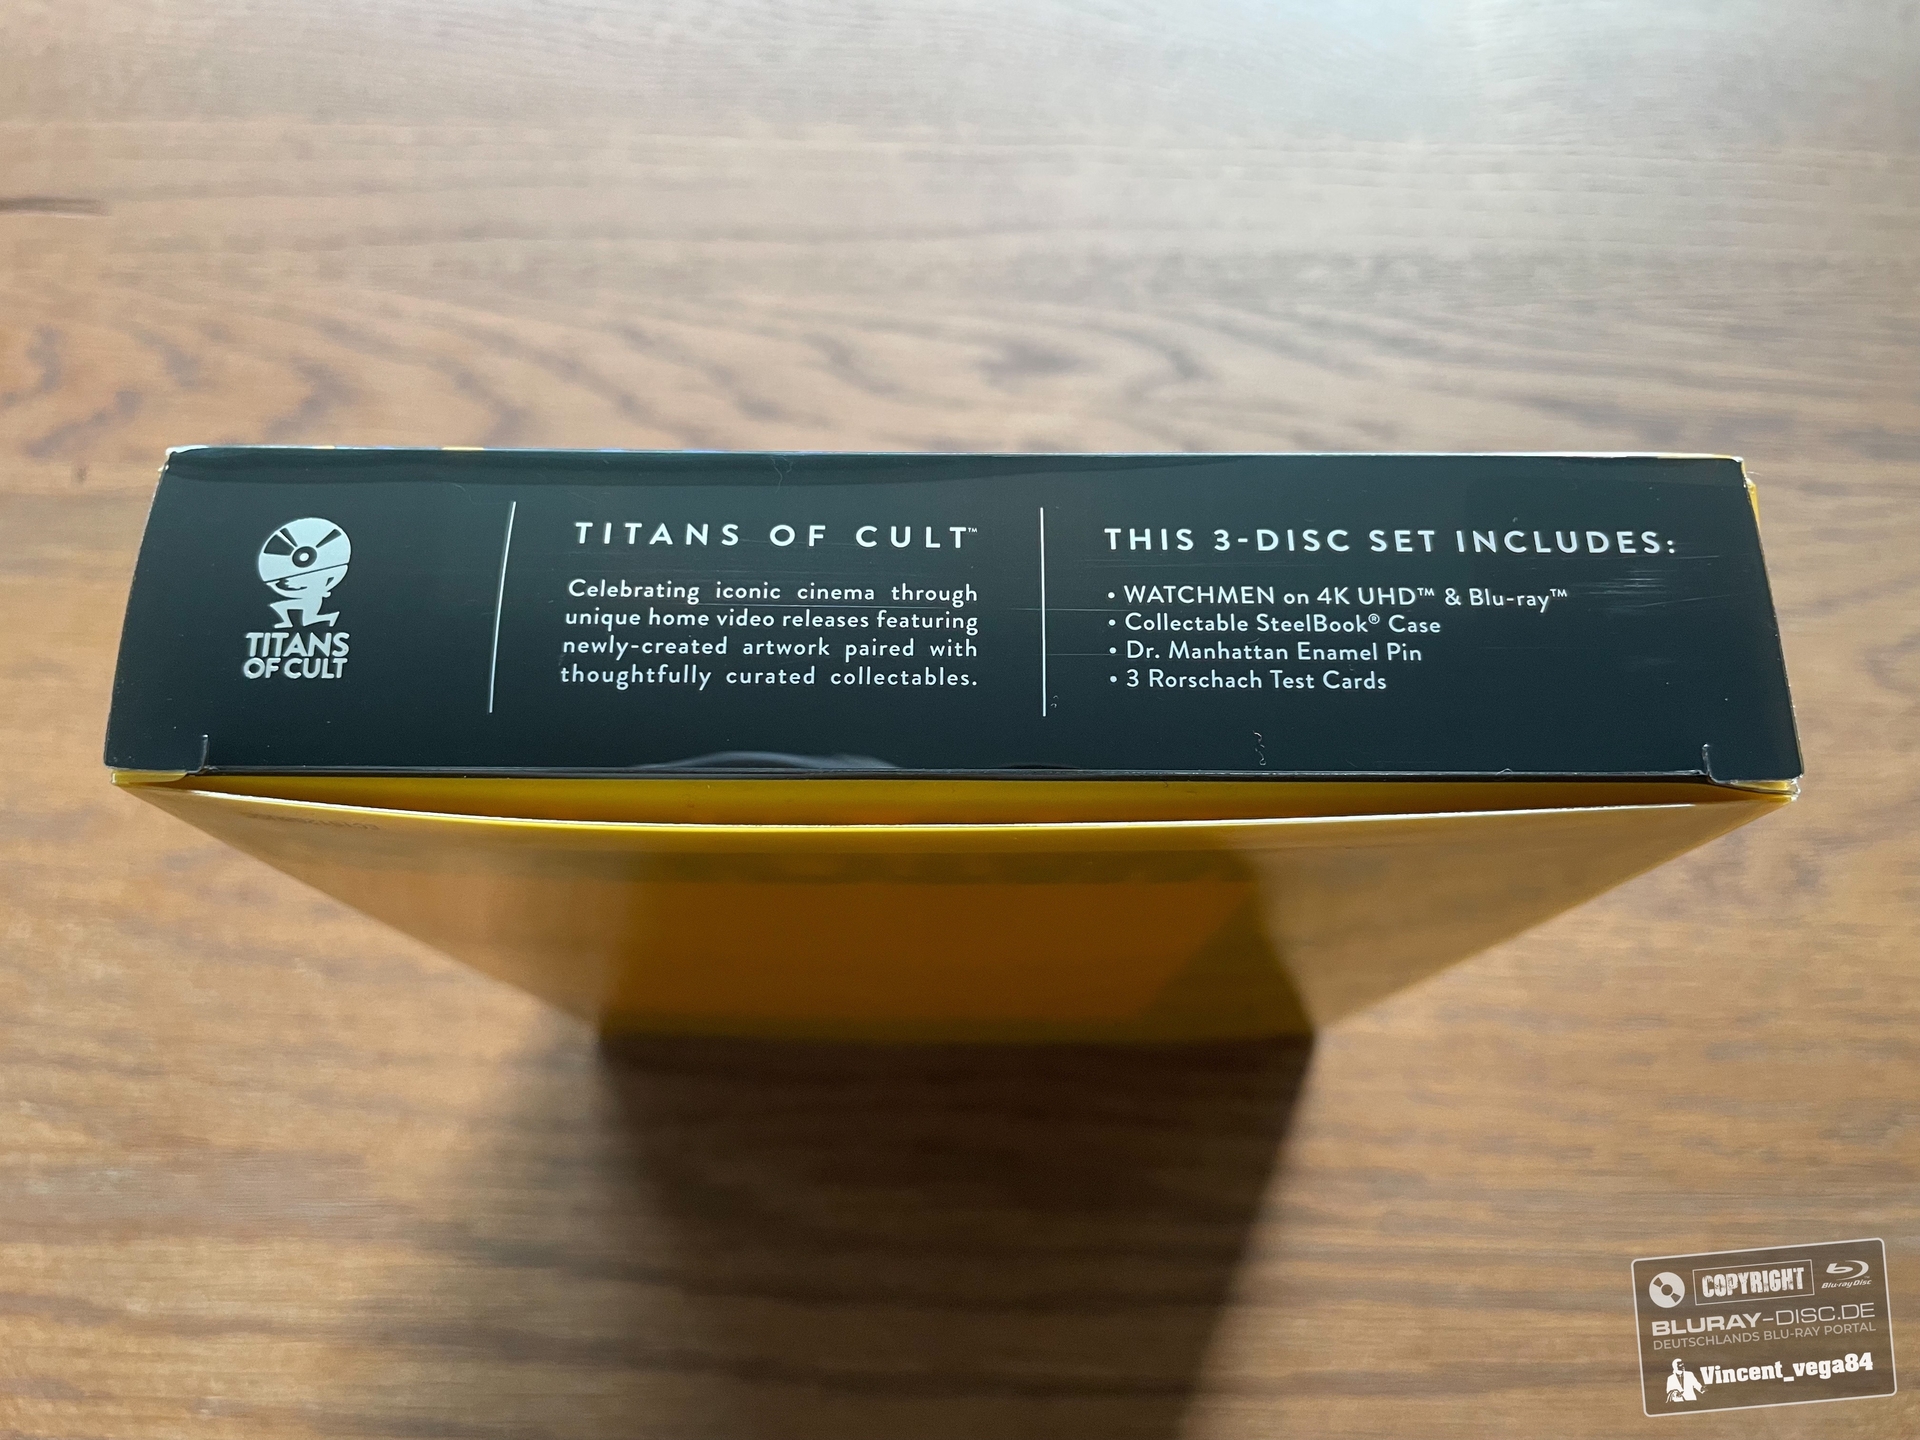 TITANS
OF CULT
TITANS OF CULT™
Celebrating iconic cinema through
unique home video releases featuring
newly-created artwork paired with
thoughtfully curated collectables.
THIS 3-DISC SET INCLUDES:
• WATCHMEN on 4K UHD™ & Blu-ray™
• Collectable SteelBook® Case
• Dr. Manhattan Enamel Pin
• 3 Rorschach Test Cards
COPYRIGHT
Blu-ray Disc
BLURAY-DISC.DE
DEUTSCHLANDS BLU-RAY PORTAL
Vincent_vega84